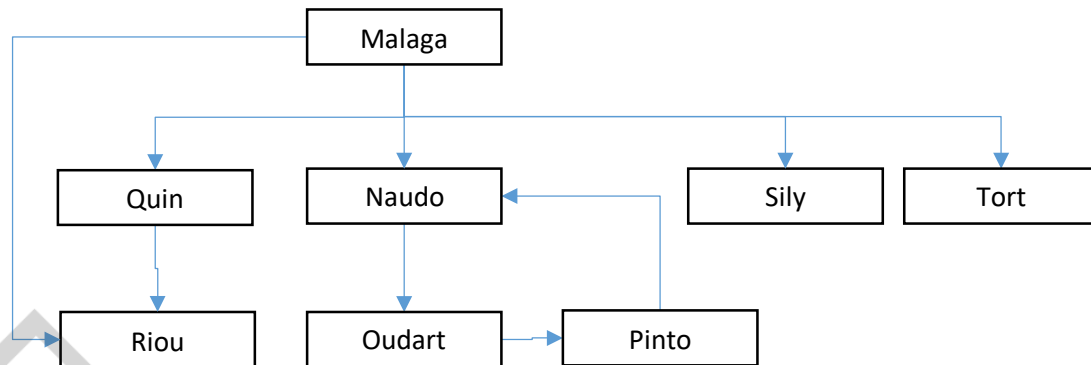 Malaga
Quin
Naudo
Sily
Tort
Riou
Oudart
Pinto